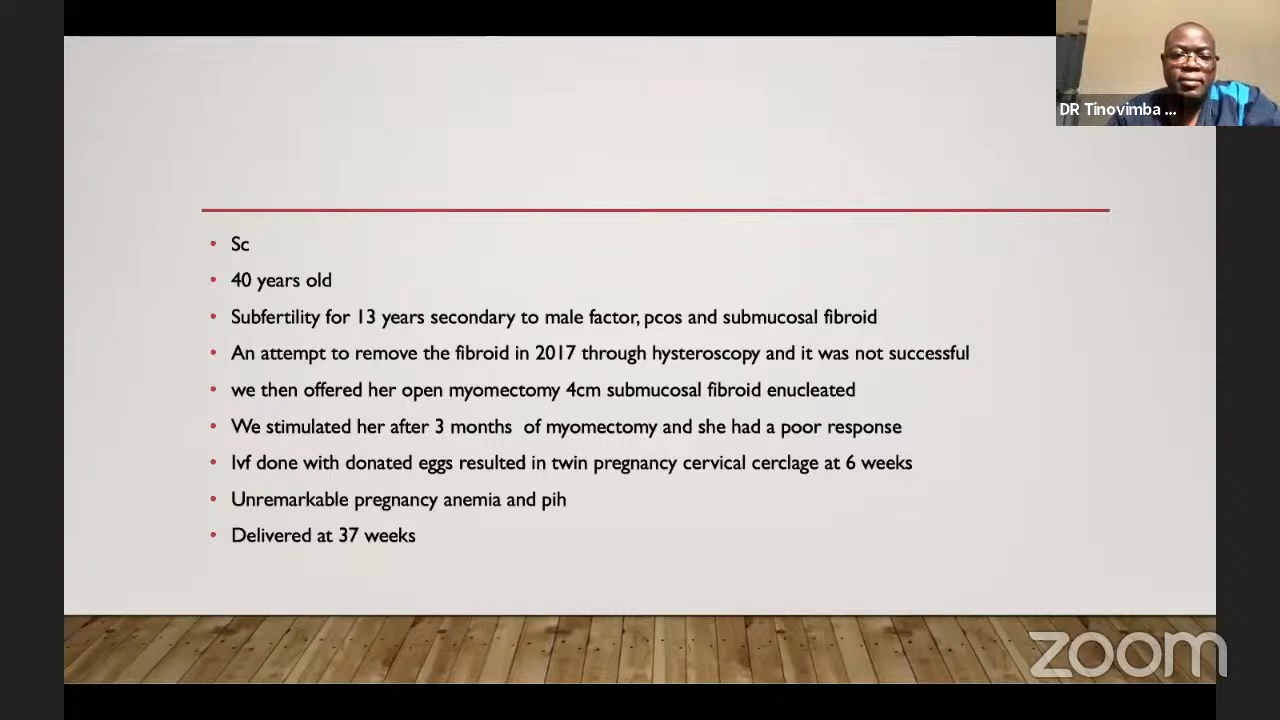 DR Tinovimba ...
Sc
40 years old
Subfertility for 13 years secondary to male factor, pcos and submucosal fibroid
An attempt to remove the fibroid in 2017 through hysteroscopy and it was not successful
we then offered her open myomectomy 4cm submucosal fibroid enucleated
We stimulated her after 3 months of myomectomy and she had a poor response
Ivf done with donated eggs resulted in twin pregnancy cervical cerclage at 6 weeks
Unremarkable pregnancy anemia and pih
Delivered at 37 weeks
zoom